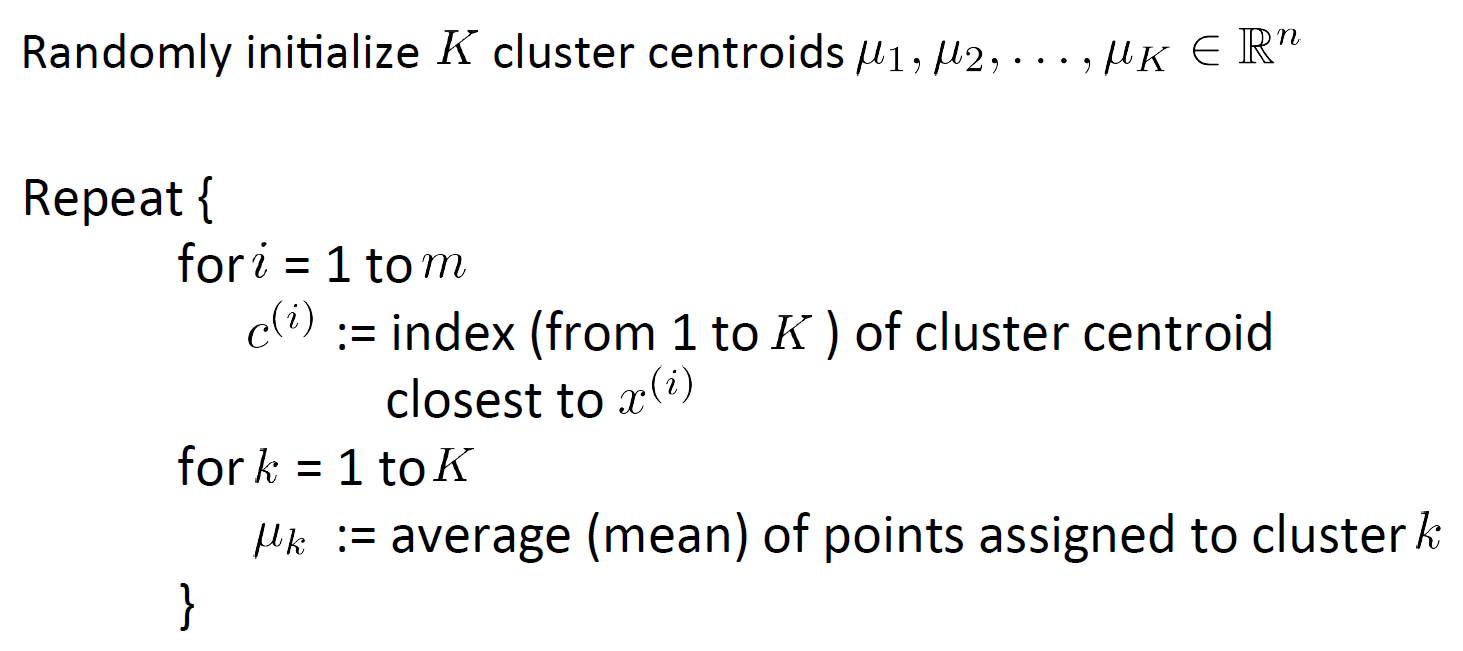 Randomly initialize K cluster centroids μ₁, μ₂, . . . , μ_K ∈ ℝⁿ
Repeat {
for i = 1 to m
c⁽ⁱ⁾ := index (from 1 to K ) of cluster centroid
closest to x⁽ⁱ⁾
for k = 1 to K
μₖ := average (mean) of points assigned to cluster k
}